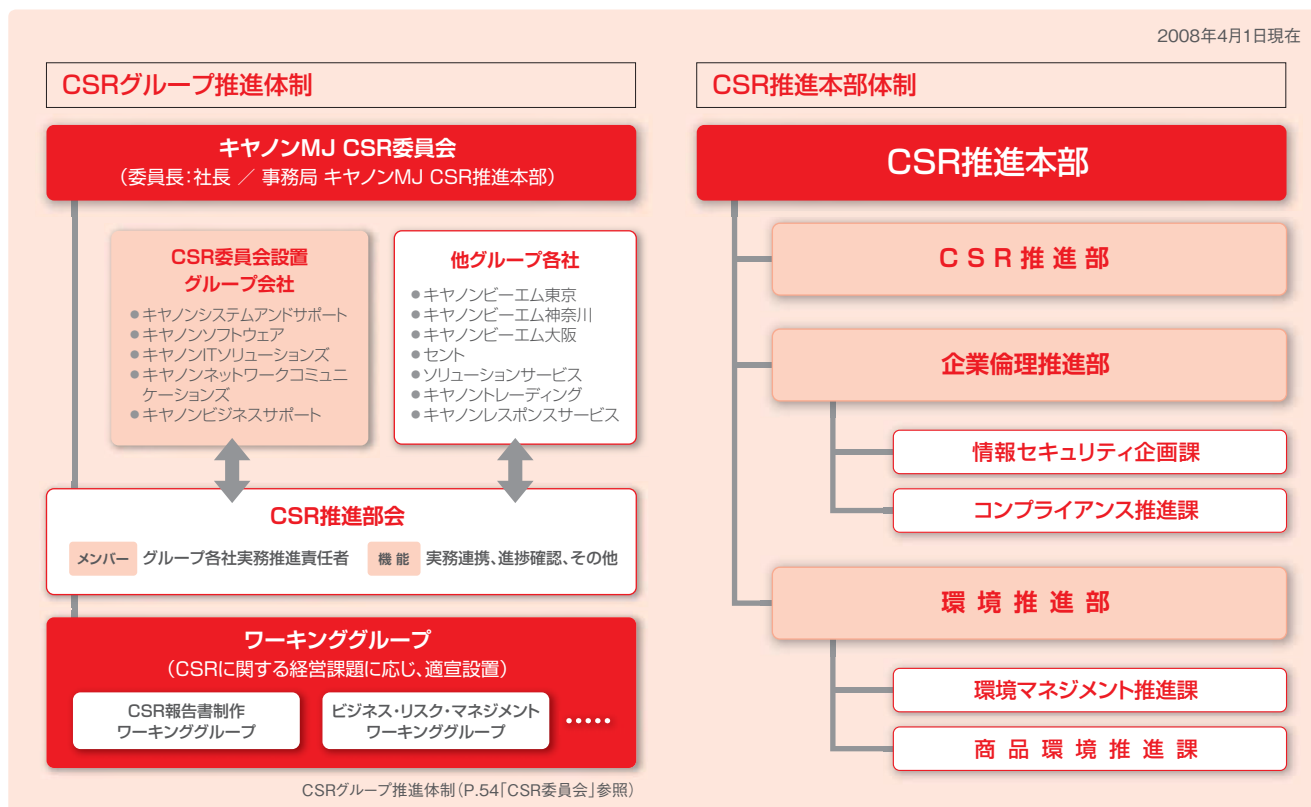 2008年4月1日現在
CSRグループ推進体制
キヤノンMJ CSR委員会
(委員長:社長 ／ 事務局 キヤノンMJ CSR推進本部)
CSR委員会設置
グループ会社
●キヤノンシステムアンドサポート
●キヤノンソフトウェア
●キヤノンITソリューションズ
●キヤノンネットワークコミュニ
ケーションズ
●キヤノンビジネスサポート
他グループ各社
●キヤノンビーエム東京
●キヤノンビーエム神奈川
●キヤノンビーエム大阪
●セント
●ソリューションサービス
●キヤノントレーディング
●キヤノンレスポンスサービス
CSR推進部会
メンバー グループ各社実務推進責任者 機能 実務連携、進捗確認、その他
ワーキンググループ
(CSRに関する経営課題に応じ、適宜設置)
CSR報告書制作
ワーキンググループ
ビジネス・リスク・マネジメント
ワーキンググループ
•••••
CSRグループ推進体制(P.54「CSR委員会」参照)
CSR推進本部体制
CSR推進本部
CSR推進部
企業倫理推進部
情報セキュリティ企画課
コンプライアンス推進課
環境推進部
環境マネジメント推進課
商品環境推進課